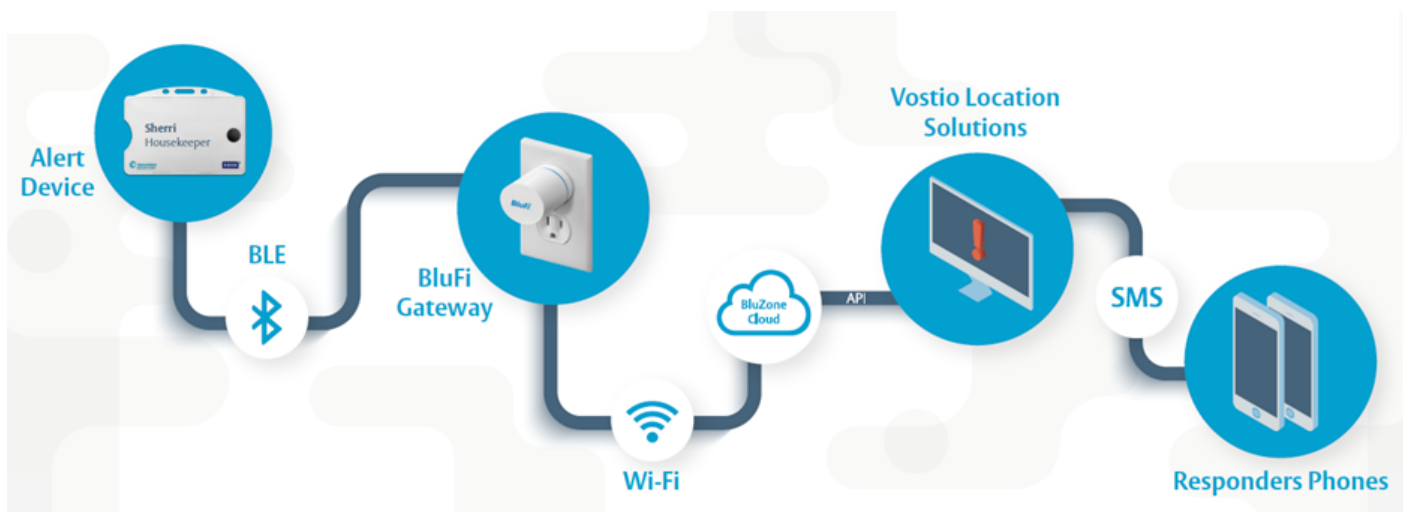 Alert
Device
Sherri
Housekeeper
BLE
BluFi
BluFi
Gateway
Wi-Fi
BluZone
Cloud
API
Vostio Location
Solutions
SMS
Responders Phones